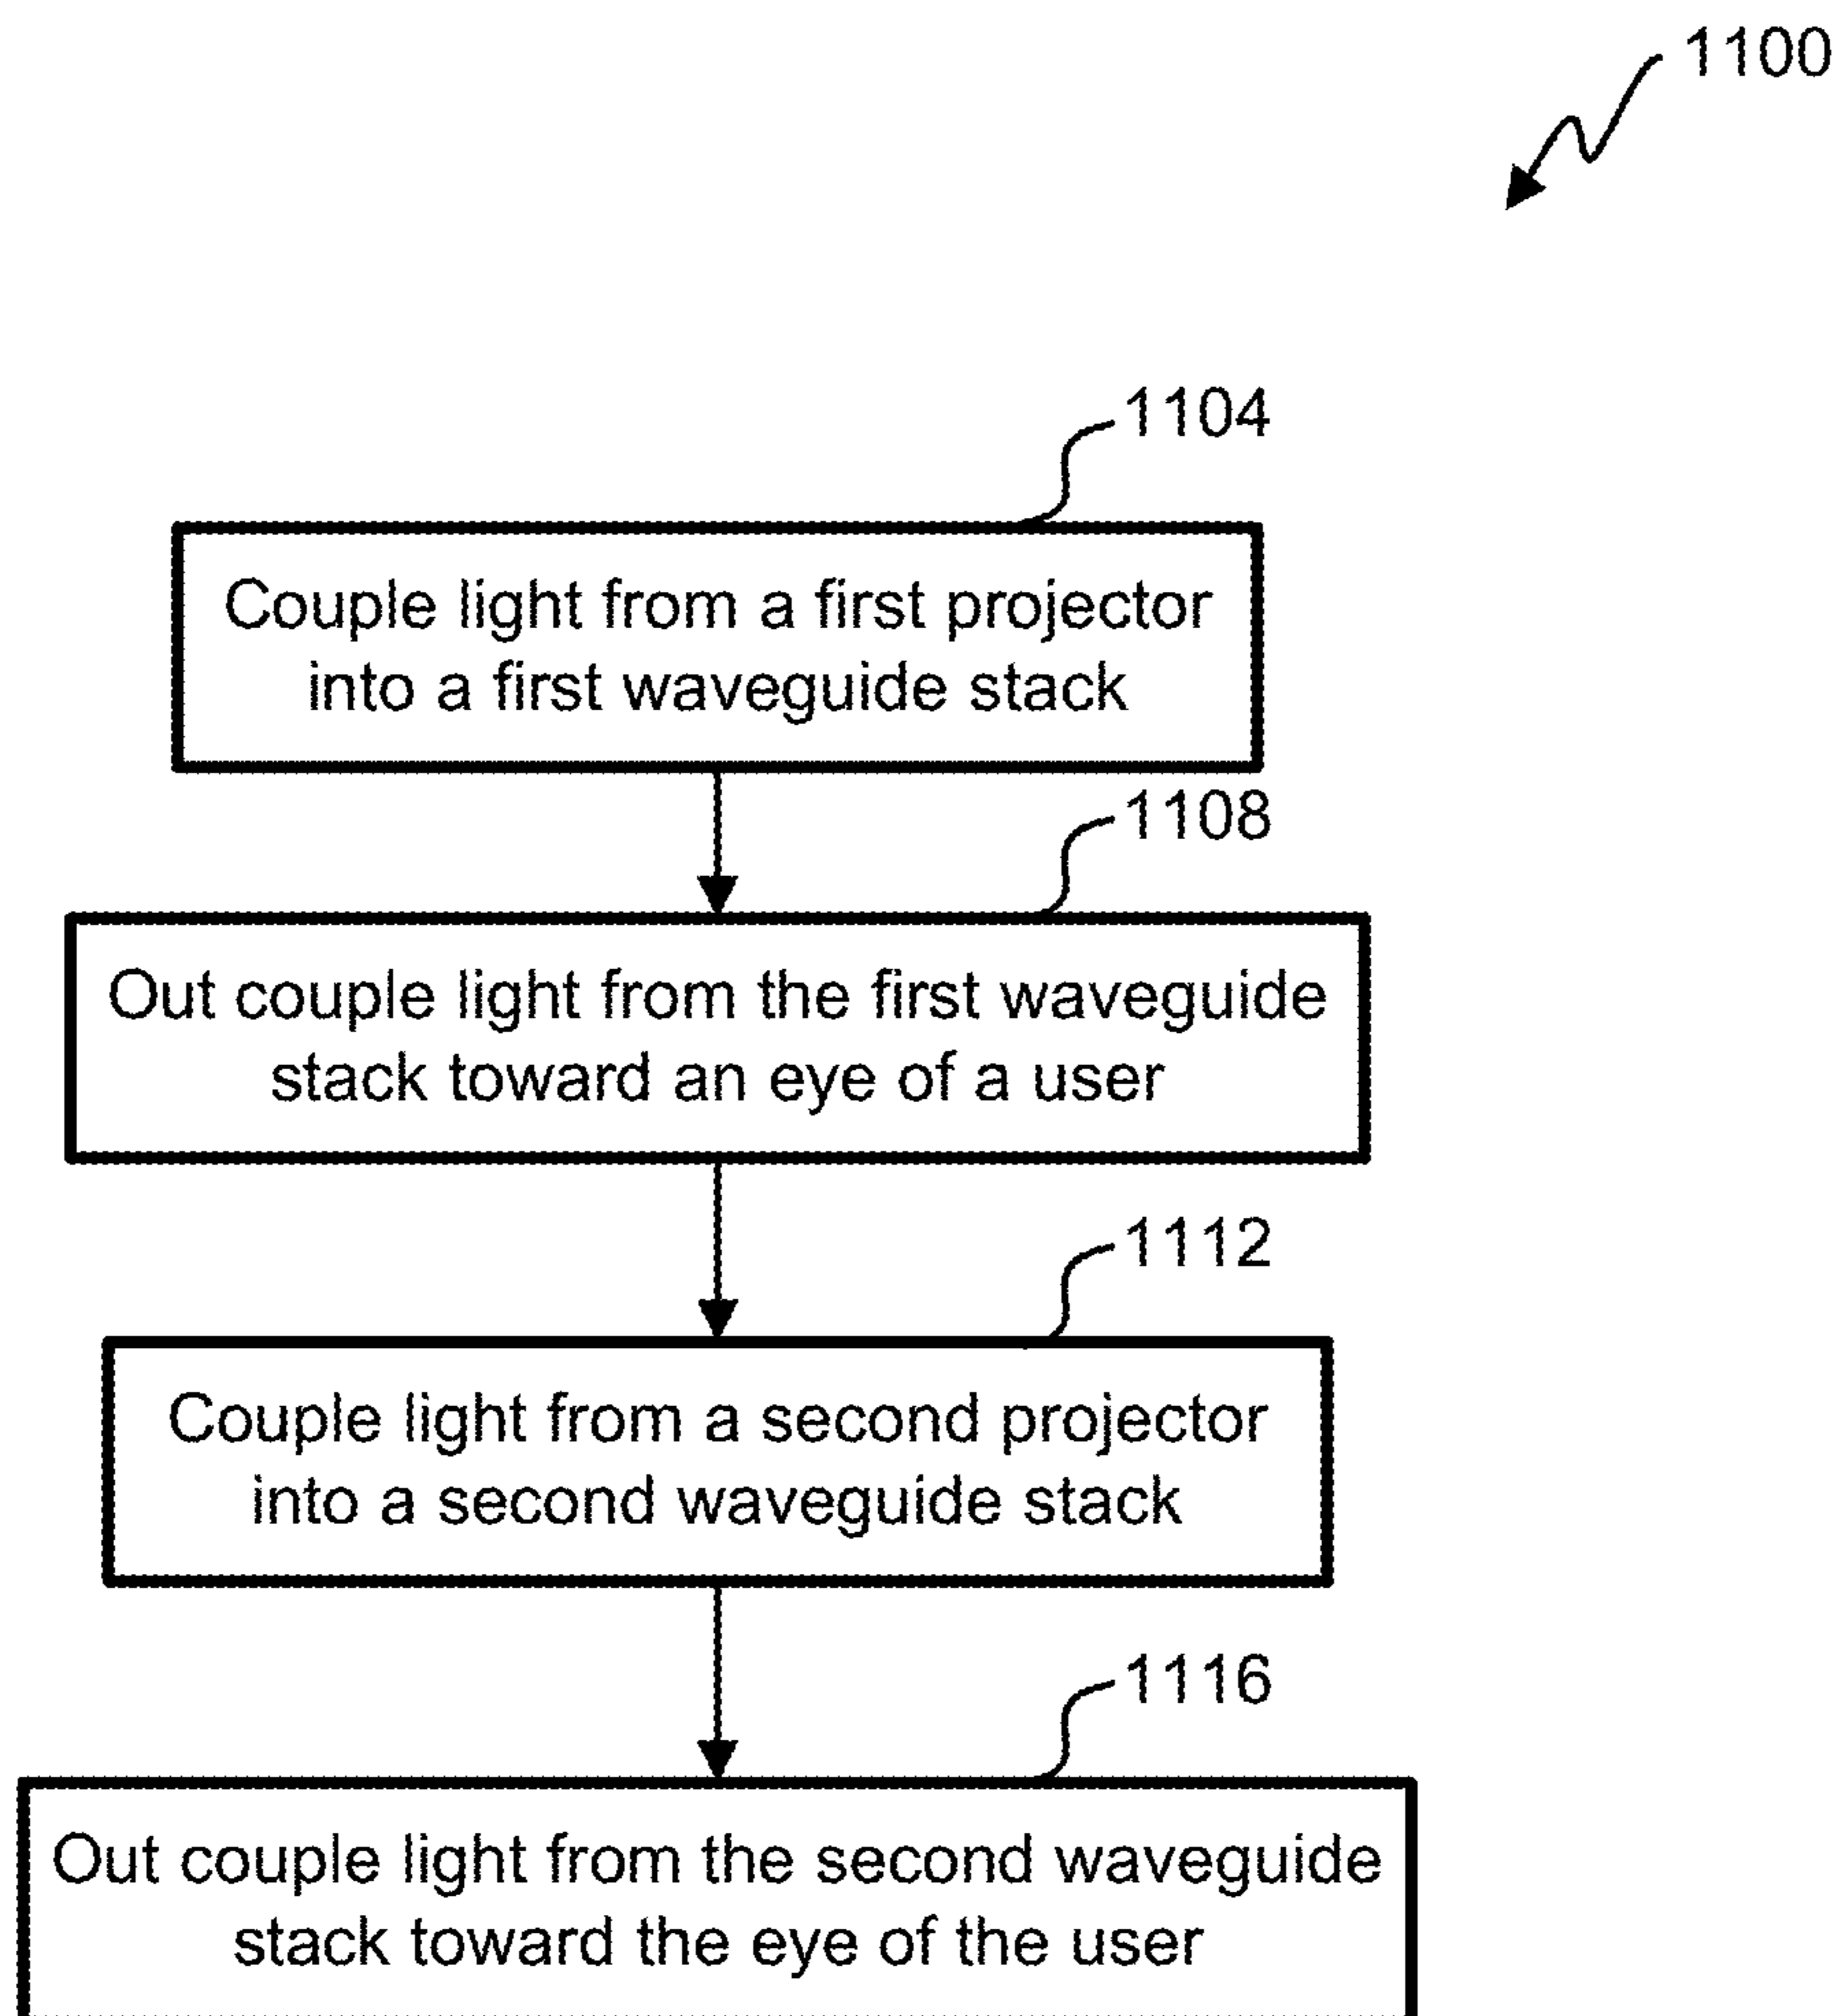 1100
1104
Couple light from a first projector
into a first waveguide stack
1108
Out couple light from the first waveguide
stack toward an eye of a user
1112
Couple light from a second projector
into a second waveguide stack
1116
Out couple light from the second waveguide
stack toward the eye of the user